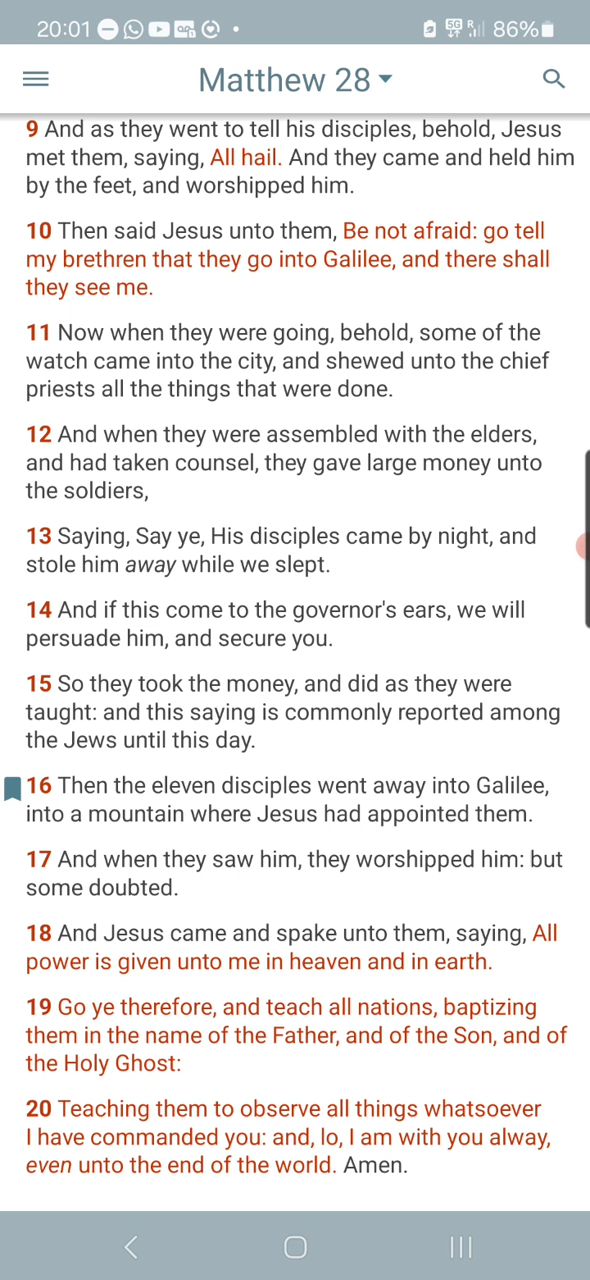 20:01
5G R 86%
Matthew 28
9 And as they went to tell his disciples, behold, Jesus
met them, saying, All hail. And they came and held him
by the feet, and worshipped him.
10 Then said Jesus unto them, Be not afraid: go tell
my brethren that they go into Galilee, and there shall
they see me.
11 Now when they were going, behold, some of the
watch came into the city, and shewed unto the chief
priests all the things that were done.
12 And when they were assembled with the elders,
and had taken counsel, they gave large money unto
the soldiers,
13 Saying, Say ye, His disciples came by night, and
stole him away while we slept.
14 And if this come to the governor's ears, we will
persuade him, and secure you.
15 So they took the money, and did as they were
taught: and this saying is commonly reported among
the Jews until this day.
16 Then the eleven disciples went away into Galilee,
into a mountain where Jesus had appointed them.
17 And when they saw him, they worshipped him: but
some doubted.
18 And Jesus came and spake unto them, saying, All
power is given unto me in heaven and in earth.
19 Go ye therefore, and teach all nations, baptizing
them in the name of the Father, and of the Son, and of
the Holy Ghost:
20 Teaching them to observe all things whatsoever
I have commanded you: and, lo, I am with you alway,
even unto the end of the world. Amen.